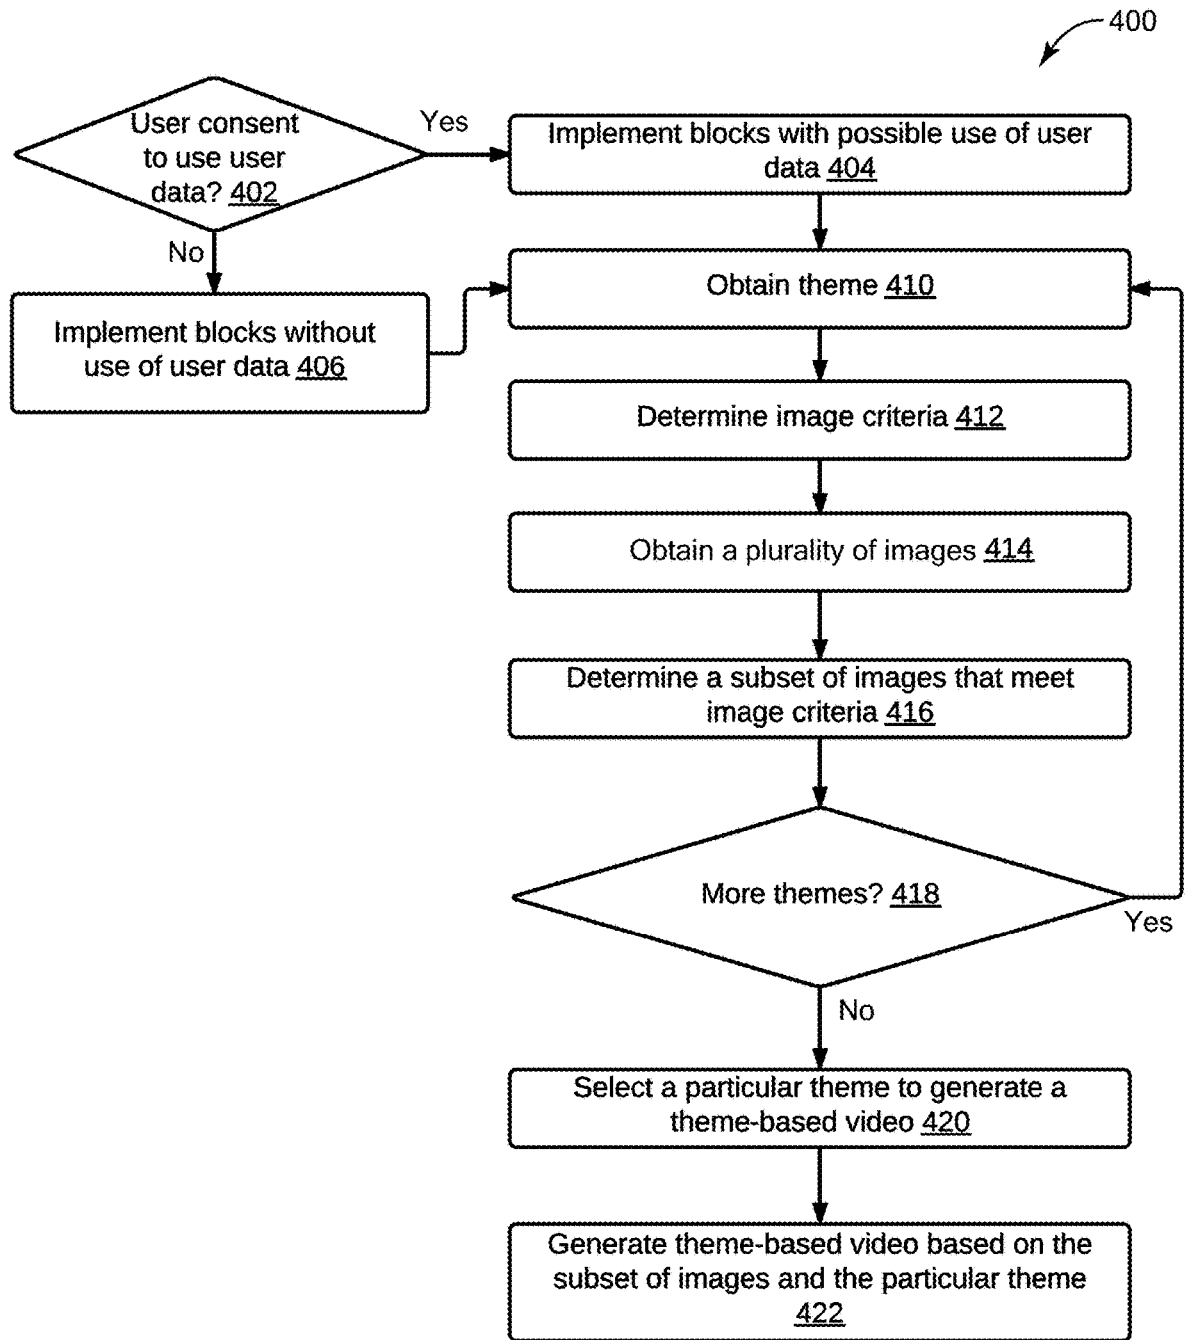 400
User consent
to use user
data? 402
Yes
Implement blocks with possible use of user
data 404
No
Implement blocks without
use of user data 406
Obtain theme 410
Determine image criteria 412
Obtain a plurality of images 414
Determine a subset of images that meet
image criteria 416
More themes? 418
Yes
No
Select a particular theme to generate a
theme-based video 420
Generate theme-based video based on the
subset of images and the particular theme
422